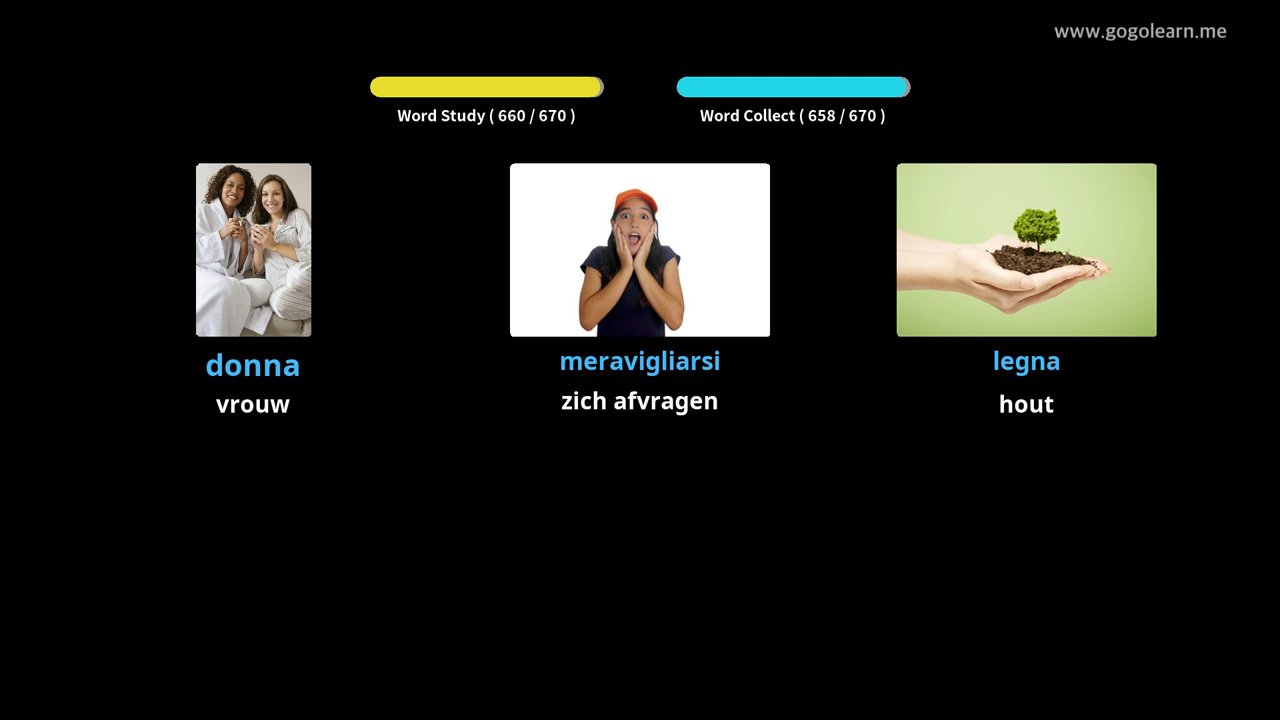 www.gogolearn.me
Word Study ( 660 / 670 )
Word Collect ( 658 / 670 )
donna
vrouw
meravigliarsi
zich afvragen
legna
hout